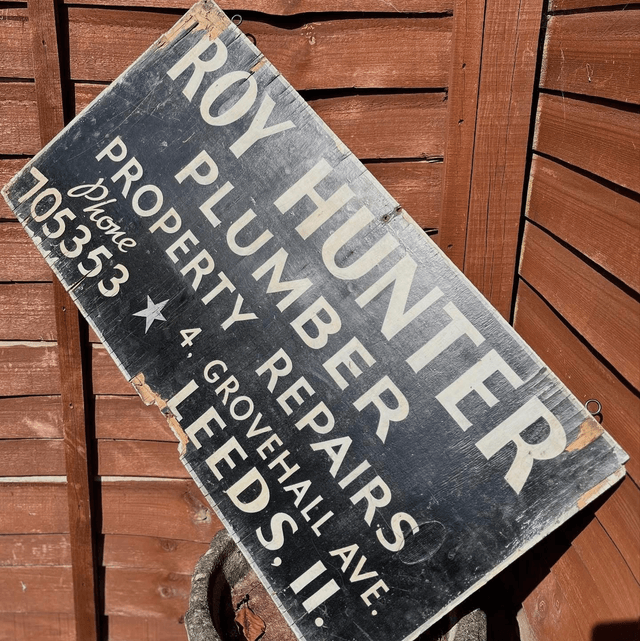 ROY HUNTER
PLUMBER
PROPERTY REPAIRS
Phone 4, GROVEHALL AVE.
705353 LEEDS, 11.